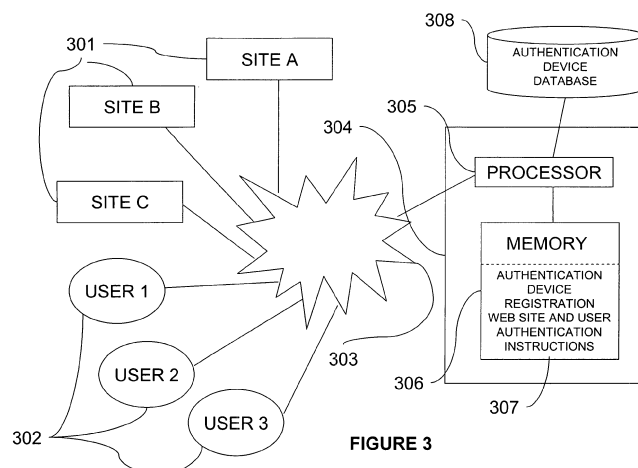 301
SITE A
308
AUTHENTICATION
DEVICE
DATABASE
SITE B
304
305
PROCESSOR
SITE C
MEMORY
AUTHENTICATION
DEVICE
REGISTRATION
WEB SITE AND USER
AUTHENTICATION
INSTRUCTIONS
USER 1
303
306
307
USER 2
USER 3
302
FIGURE 3